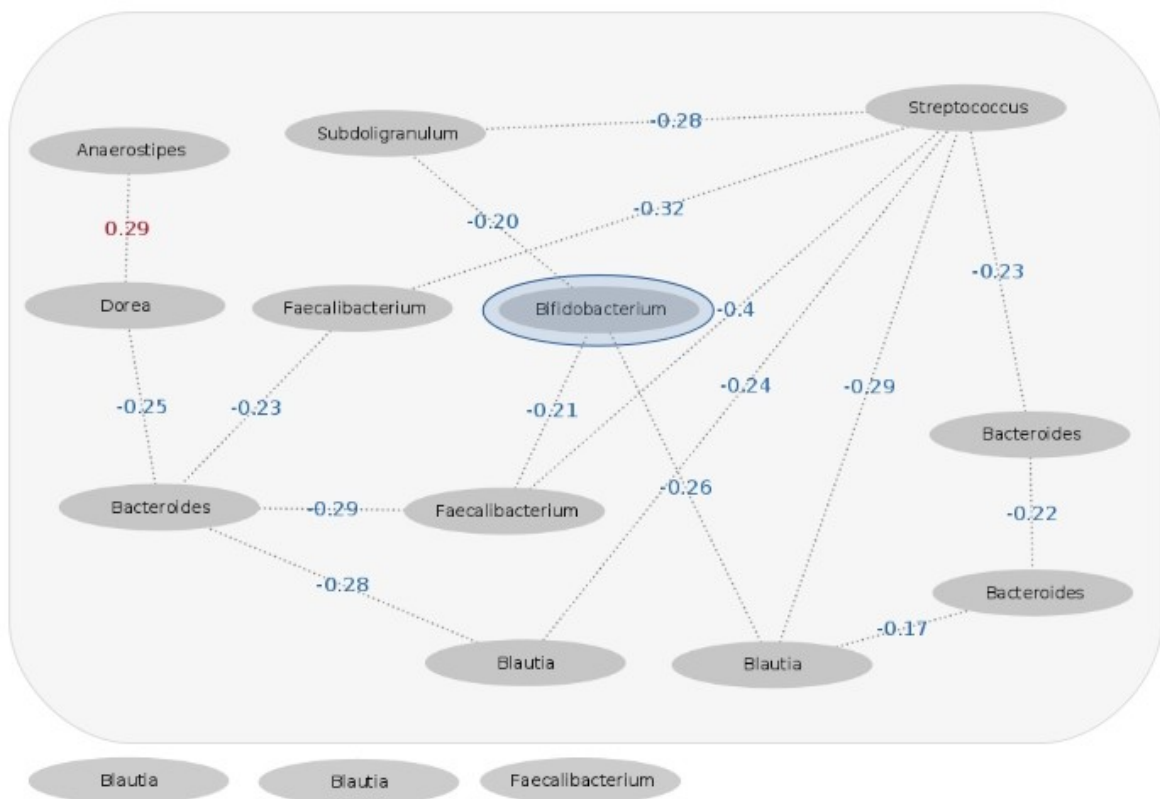 Streptococcus
Subdoligranulum
-0.28
Anaerostipes
-0.32
-0.20
0.29
-0.23
Dorea
Faecalibacterium
Bifidobacterium
-0.4
-0.24
-0.29
-0.25
-0.23
-0.21
Bacteroides
-0.26
Bacteroides
-0.29
Faecalibacterium
-0.22
-0.28
Bacteroides
-0.17
Blautia
Blautia
Blautia
Blautia
Faecalibacterium